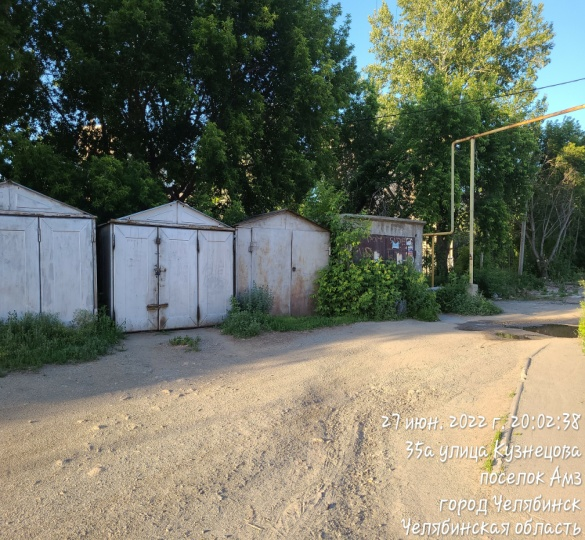 27 июн. 2022 г. 20:02:38
35а улица Кузнецова
поселок Амз
город Челябинск
Челябинская область